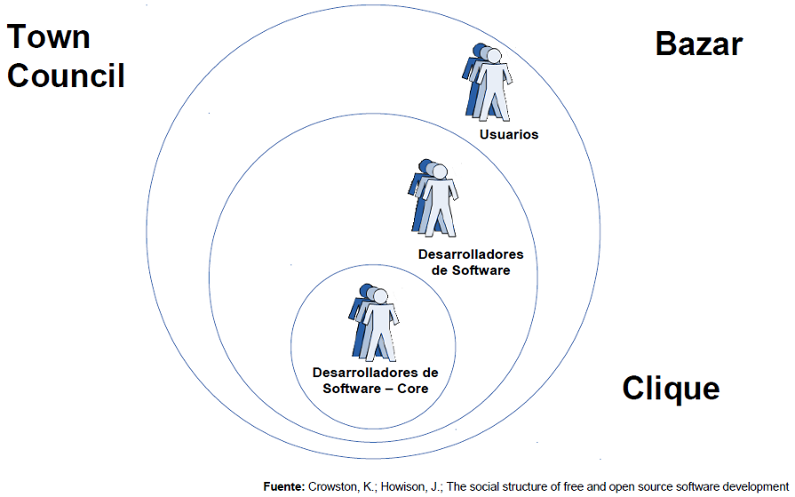 Town
Council
Bazar
Usuarios
Desarrolladores
de Software
Desarrolladores de
Software – Core
Clique
Fuente: Crowston, K.; Howison, J.; The social structure of free and open source software development